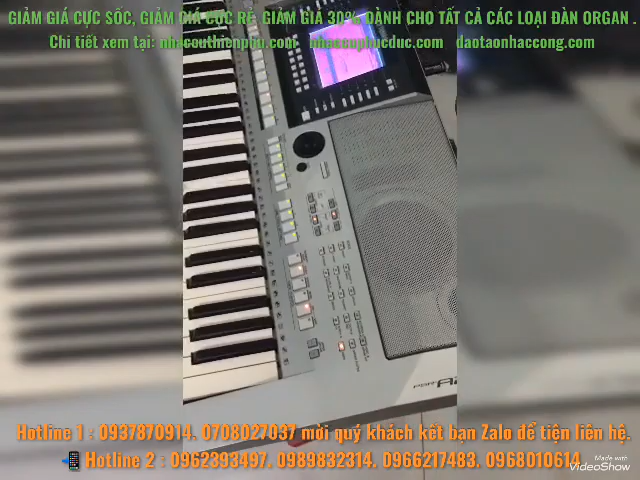 GIẢM GIÁ CỰC SỐC, GIẢM GIÁ CỰC RẺ, GIẢM GIÁ 30% DÀNH CHO TẤT CẢ CÁC LOẠI ĐÀN ORGAN .
Chi tiết xem tại: nhaccuthienphu.com nhaccuphucduc.com daotaonhaccong.com
PSR-A2
Hotline 1 : 0937870914. 0708027037 mời quý khách kết bạn Zalo để tiện liên hệ.
📲 Hotline 2 : 0962393497. 0989832314. 0966217483. 0968010614
Made with
VideoShow